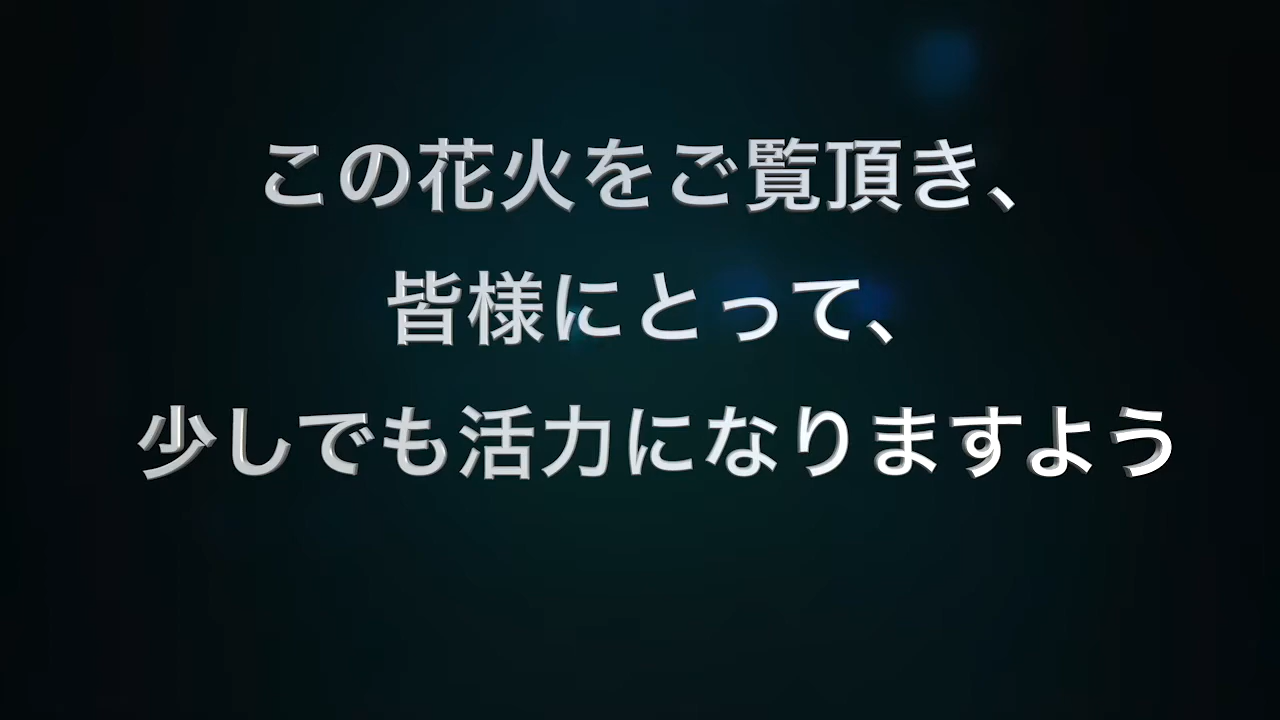 この花火をご覧頂き、
皆様にとって、
少しでも活力になりますよう